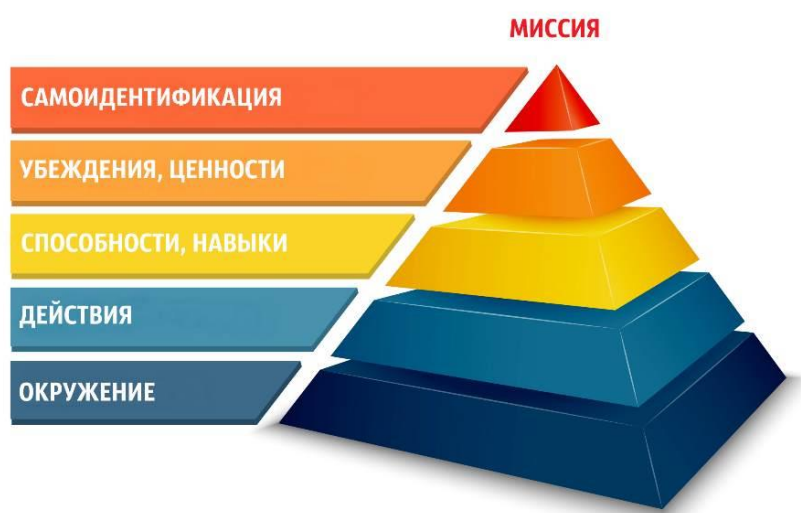 МИССИЯ
САМОИДЕНТИФИКАЦИЯ
УБЕЖДЕНИЯ, ЦЕННОСТИ
СПОСОБНОСТИ, НАВЫКИ
ДЕЙСТВИЯ
ОКРУЖЕНИЕ